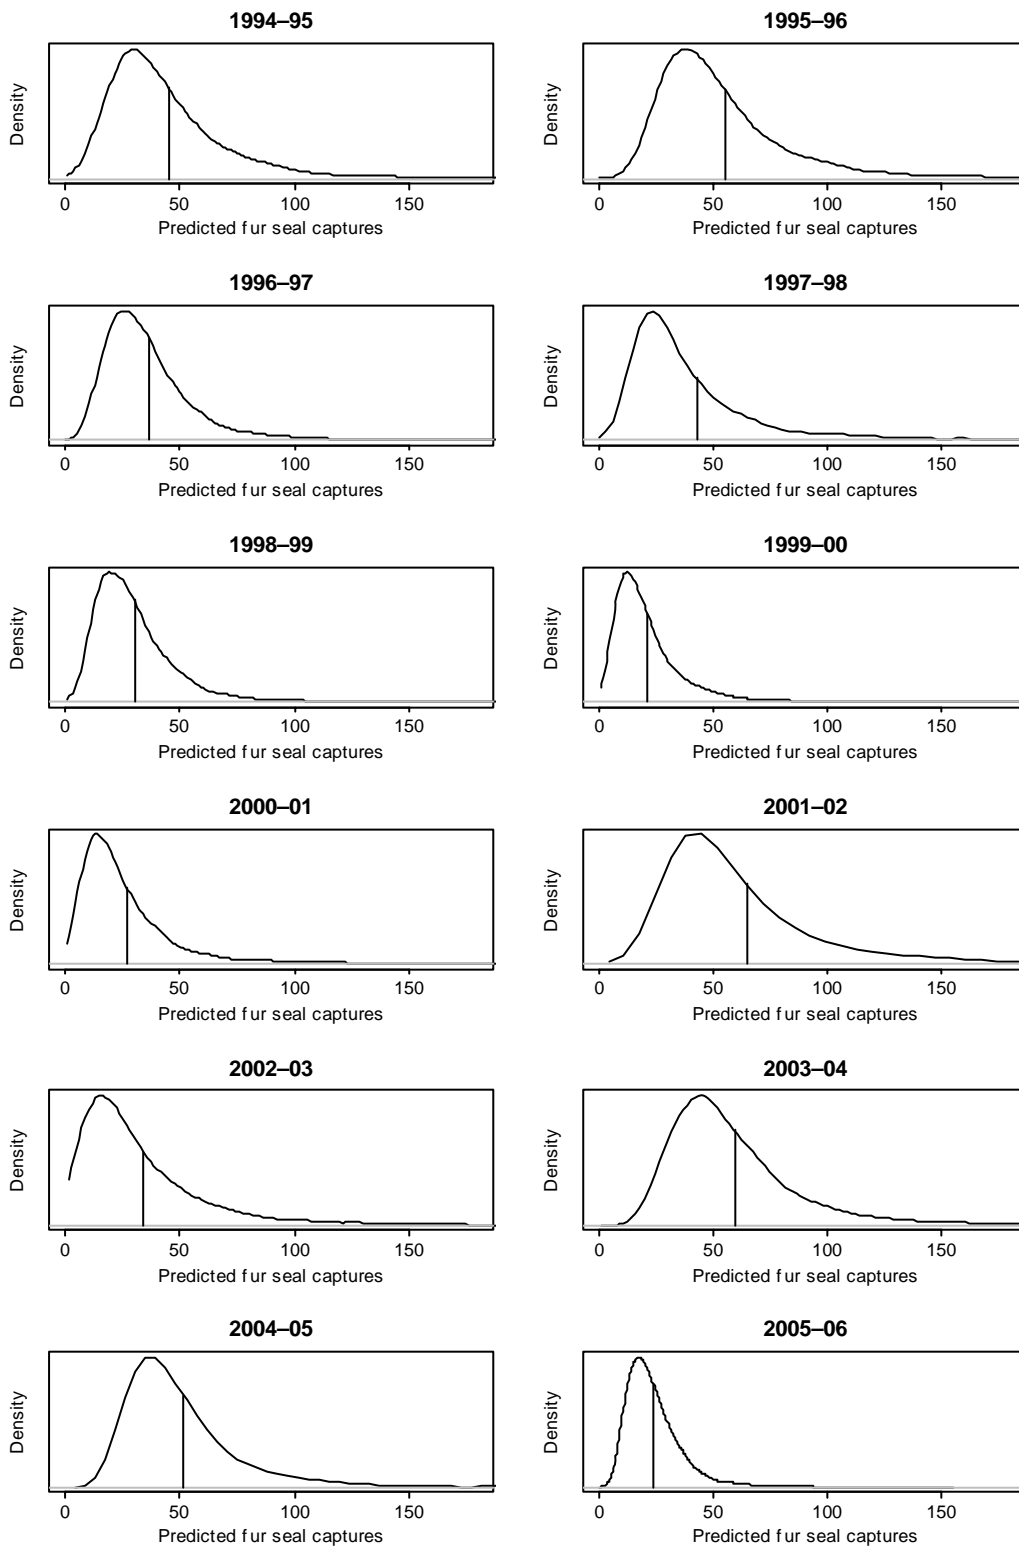 1994–95
Density
0 50 100 150
Predicted fur seal captures
1995–96
Density
0 50 100 150
Predicted fur seal captures
1996–97
Density
0 50 100 150
Predicted fur seal captures
1997–98
Density
0 50 100 150
Predicted fur seal captures
1998–99
Density
0 50 100 150
Predicted fur seal captures
1999–00
Density
0 50 100 150
Predicted fur seal captures
2000–01
Density
0 50 100 150
Predicted fur seal captures
2001–02
Density
0 50 100 150
Predicted fur seal captures
2002–03
Density
0 50 100 150
Predicted fur seal captures
2003–04
Density
0 50 100 150
Predicted fur seal captures
2004–05
Density
0 50 100 150
Predicted fur seal captures
2005–06
Density
0 50 100 150
Predicted fur seal captures